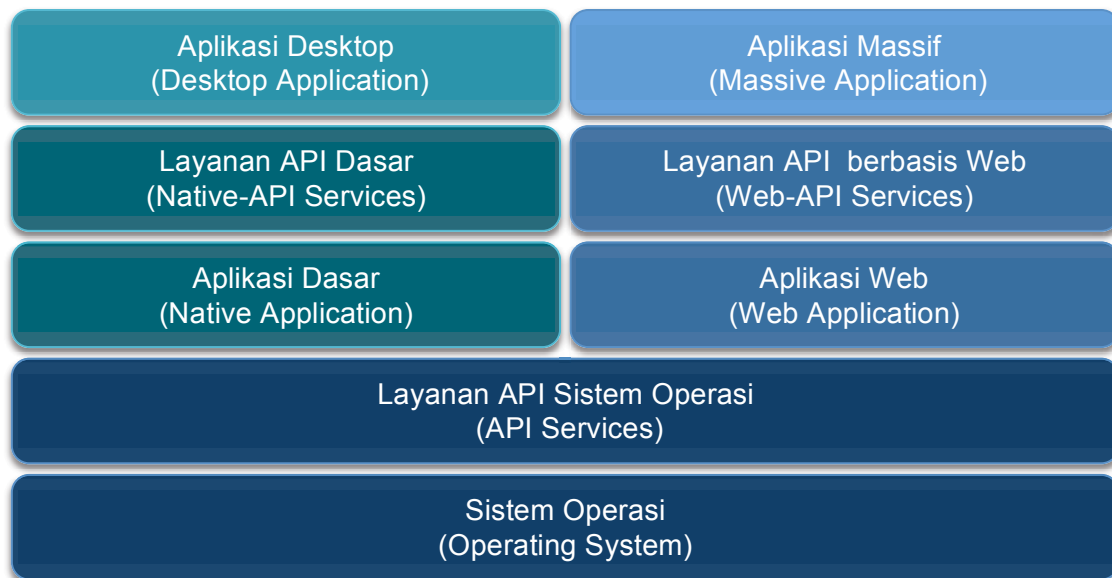 Aplikasi Desktop
(Desktop Application)
Aplikasi Massif
(Massive Application)
Layanan API Dasar
(Native-API Services)
Layanan API  berbasis Web
(Web-API Services)
Aplikasi Dasar
(Native Application)
Aplikasi Web
(Web Application)
Layanan API Sistem Operasi
(API Services)
Sistem Operasi
(Operating System)